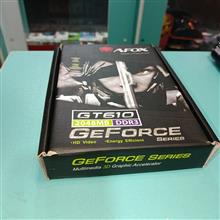 AFOX
GT610
2048MB DDR3
GEFORCE
SERIES
•HD Video •Energy Efficient
GEFORCE SERIES
Multimedia 3D Graphic Accelerator